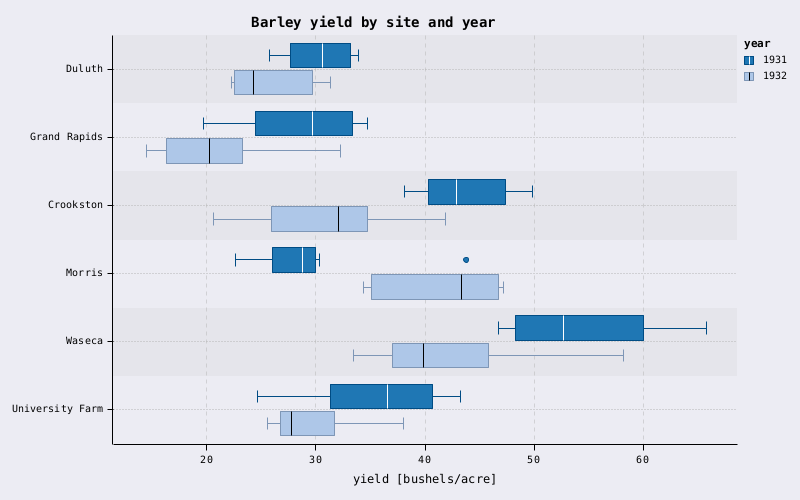 Barley yield by site and year
year
1931
1932
Duluth
Grand Rapids
Crookston
Morris
Waseca
University Farm
20 30 40 50 60
yield [bushels/acre]